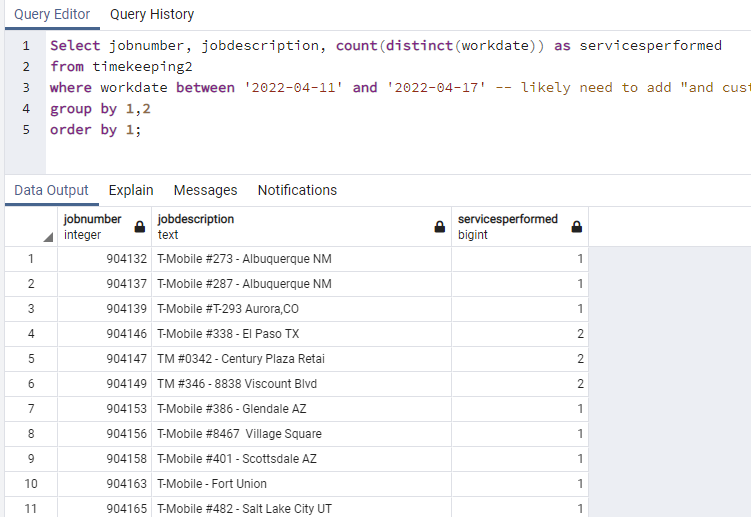 Query Editor Query History
1 Select jobnumber, jobdescription, count(distinct(workdate)) as servicesperformed
2 from timekeeping2
3 where workdate between '2022-04-11' and '2022-04-17' -- likely need to add "and cust
4 group by 1,2
5 order by 1;
Data Output Explain Messages Notifications
jobnumber jobdescription servicesperformed
integer text bigint
1 904132 T-Mobile #273 - Albuquerque NM 1
2 904137 T-Mobile #287 - Albuquerque NM 1
3 904139 T-Mobile #T-293 Aurora,CO 1
4 904146 T-Mobile #338 - El Paso TX 2
5 904147 TM #0342 - Century Plaza Retai 2
6 904149 TM #346 - 8838 Viscount Blvd 2
7 904153 T-Mobile #386 - Glendale AZ 1
8 904156 T-Mobile #8467 Village Square 1
9 904158 T-Mobile #401 - Scottsdale AZ 1
10 904163 T-Mobile - Fort Union 1
11 904165 T-Mobile #482 - Salt Lake City UT 1